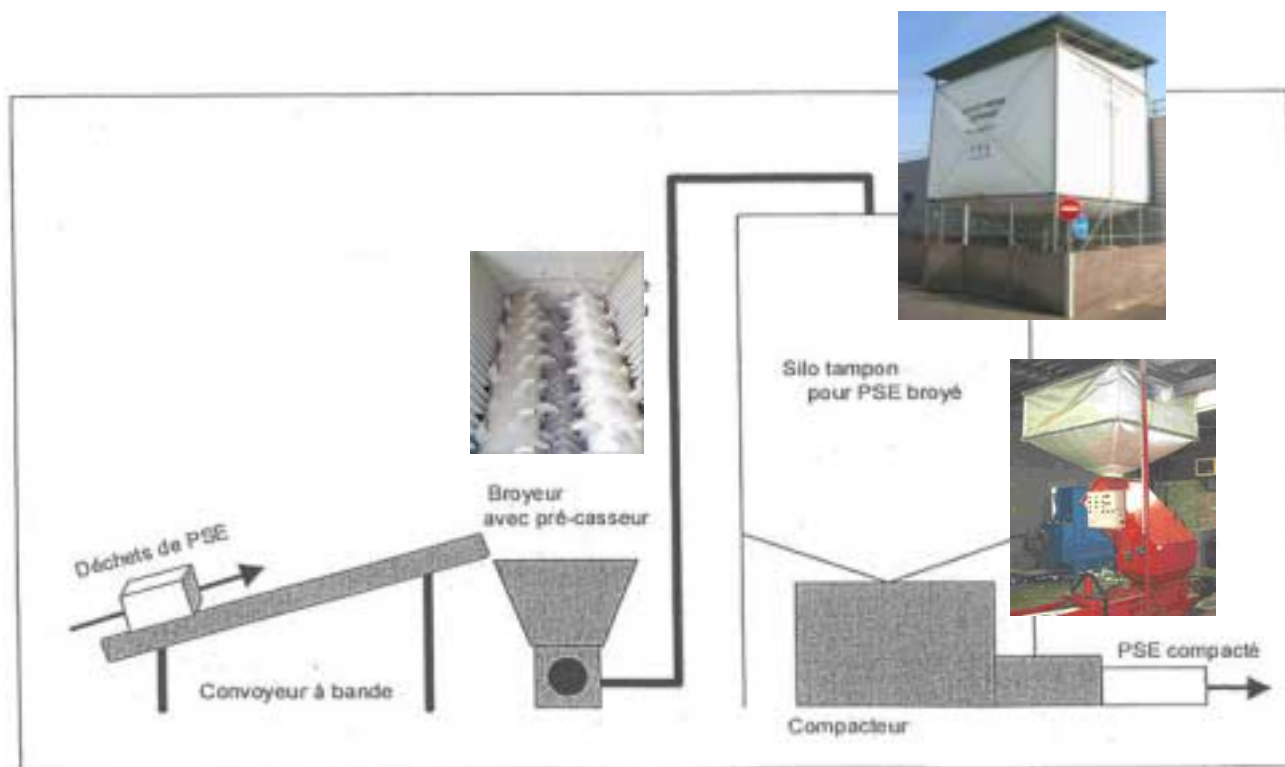 Déchets de PSE
Convoyeur à bande
Broyeur
avec pré-casseur
Silo tampon
pour PSE broyé
Compacteur
PSE compacté